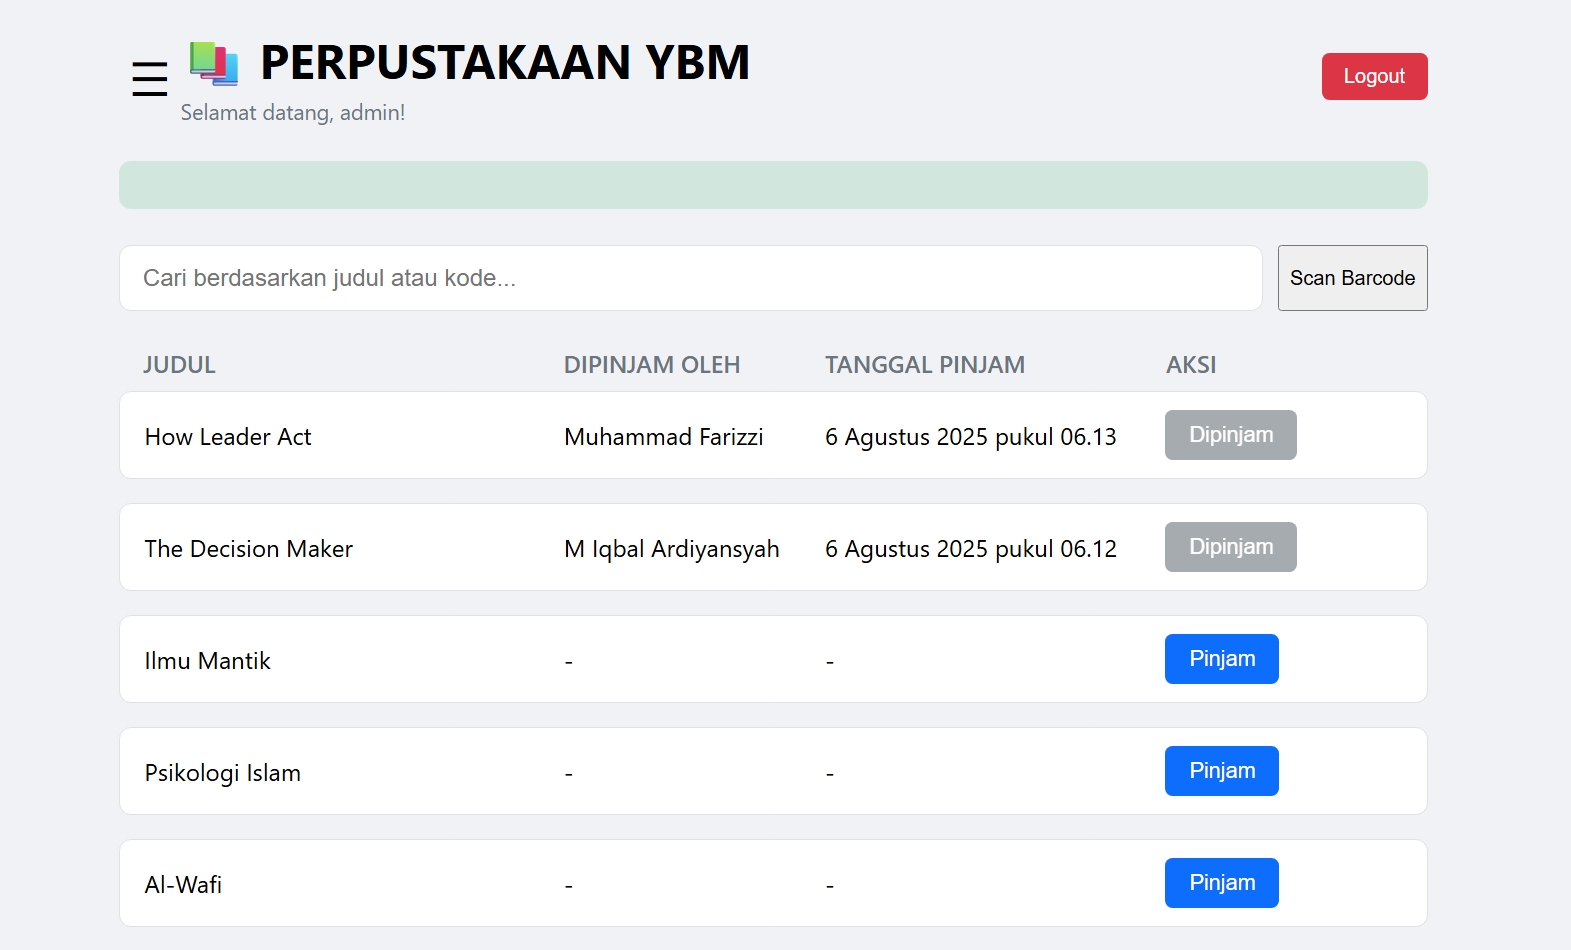 PERPUSTAKAAN YBM
Selamat datang, admin!
Logout
Cari berdasarkan judul atau kode...
Scan Barcode
JUDUL DIPINJAM OLEH TANGGAL PINJAM AKSI
How Leader Act Muhammad Farizzi 6 Agustus 2025 pukul 06.13 Dipinjam
The Decision Maker M Iqbal Ardiyansyah 6 Agustus 2025 pukul 06.12 Dipinjam
Ilmu Mantik - - Pinjam
Psikologi Islam - - Pinjam
Al-Wafi - - Pinjam